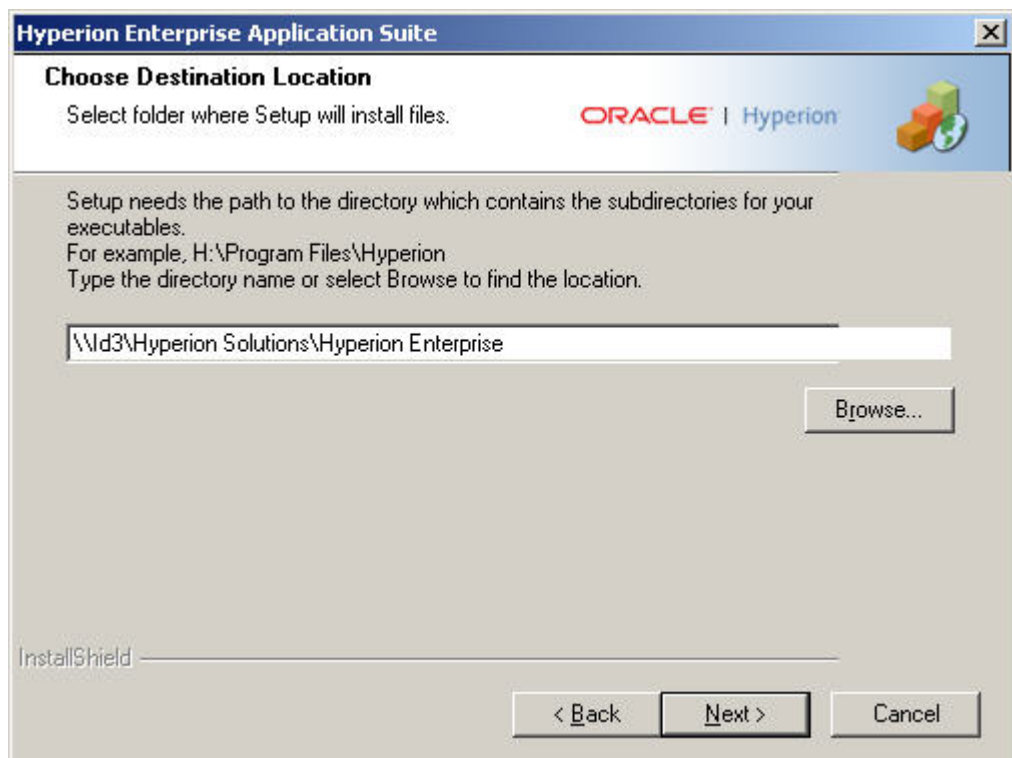 Hyperion Enterprise Application Suite
Choose Destination Location
Select folder where Setup will install files.
ORACLE | Hyperion
Setup needs the path to the directory which contains the subdirectories for your
executables.
For example, H:\Program Files\Hyperion
Type the directory name or select Browse to find the location.
\\Id3\Hyperion Solutions\Hyperion Enterprise
Browse...
InstallShield
< Back
Next >
Cancel